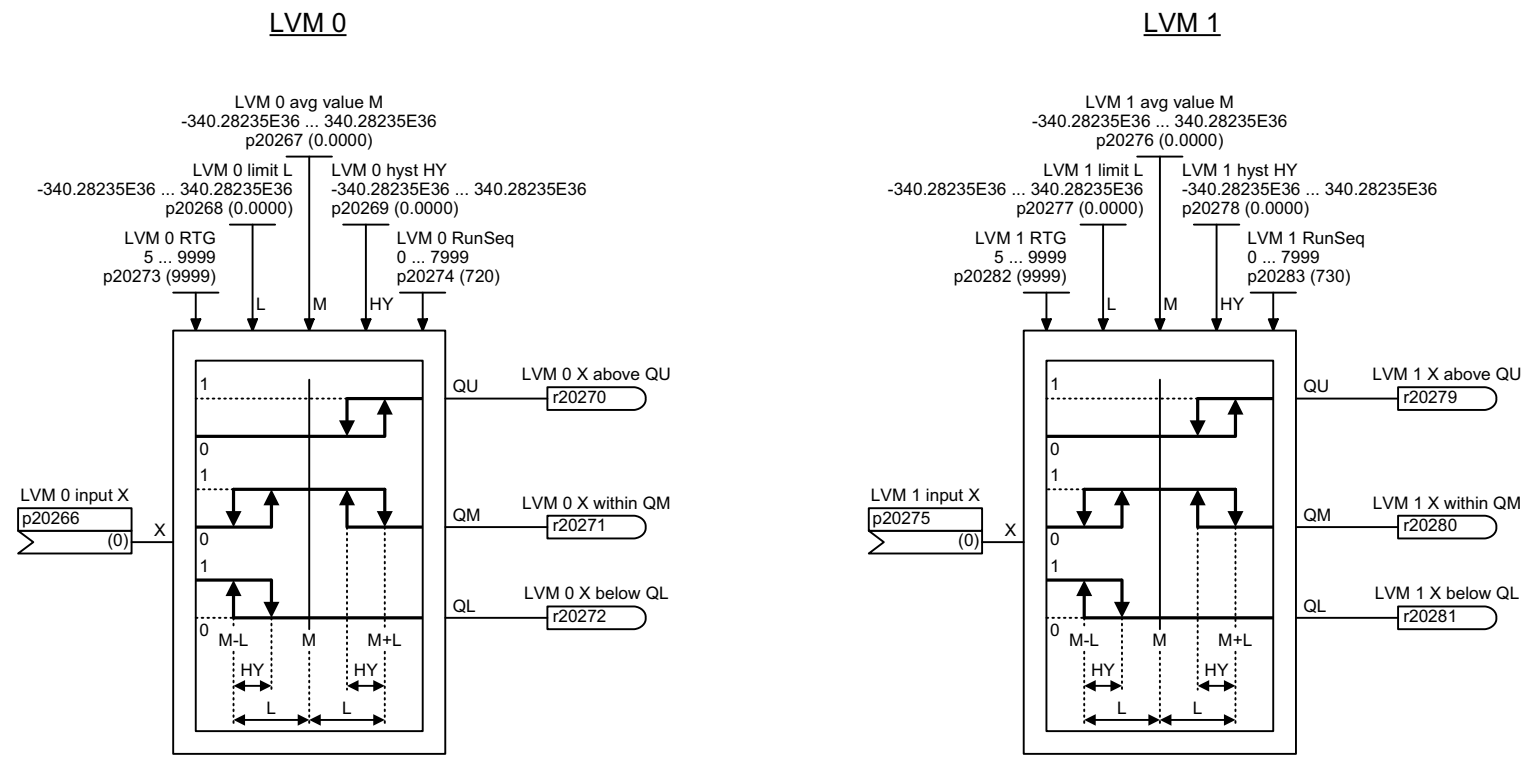 LVM 0
LVM 0 avg value M
-340.28235E36 ... 340.28235E36
p20267 (0.0000)
LVM 0 limit L
-340.28235E36 ... 340.28235E36
p20268 (0.0000)
LVM 0 hyst HY
-340.28235E36 ... 340.28235E36
p20269 (0.0000)
LVM 0 RTG
5 ... 9999
p20273 (9999)
LVM 0 RunSeq
0 ... 7999
p20274 (720)
L
M
HY
LVM 0 input X
p20266
(0)
X
1
0
1
0
1
0
M-L
M
M+L
HY
HY
L
L
QU
LVM 0 X above QU
r20270
QM
LVM 0 X within QM
r20271
QL
LVM 0 X below QL
r20272
LVM 1
LVM 1 avg value M
-340.28235E36 ... 340.28235E36
p20276 (0.0000)
LVM 1 limit L
-340.28235E36 ... 340.28235E36
p20277 (0.0000)
LVM 1 hyst HY
-340.28235E36 ... 340.28235E36
p20278 (0.0000)
LVM 1 RTG
5 ... 9999
p20282 (9999)
LVM 1 RunSeq
0 ... 7999
p20283 (730)
L
M
HY
LVM 1 input X
p20275
(0)
X
1
0
1
0
1
0
M-L
M
M+L
HY
HY
L
L
QU
LVM 1 X above QU
r20279
QM
LVM 1 X within QM
r20280
QL
LVM 1 X below QL
r20281